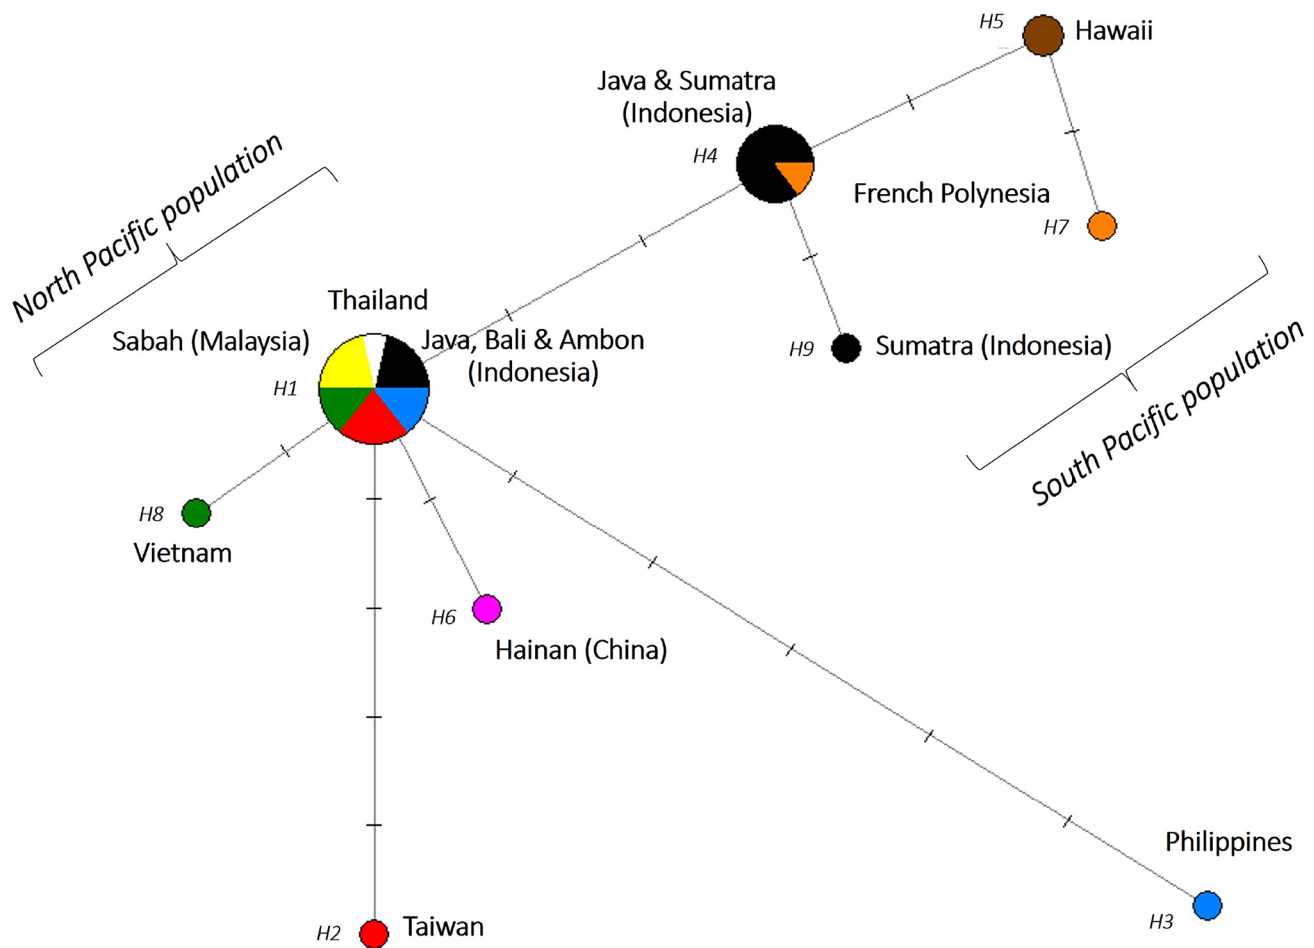 H5
Hawaii
Java & Sumatra
(Indonesia)
H4
French Polynesia
H7
North Pacific population
Thailand
Sabah (Malaysia)
Java, Bali & Ambon
(Indonesia)
H1
H9
Sumatra (Indonesia)
South Pacific population
H8
Vietnam
H6
Hainan (China)
Philippines
H3
H2
Taiwan